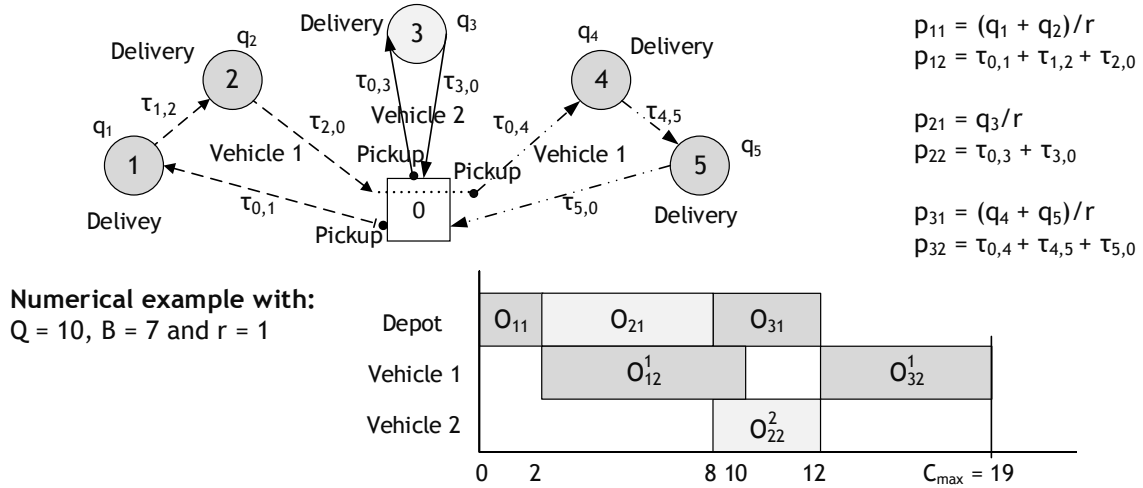 Delivery
q₂
2
Delivery
3
q₃
q₄
4
Delivery
τ₀,₃
τ₃,₀
τ₁,₂
q₁
1
Delivey
τ₂,₀
Vehicle 1
τ₀,₁
Vehicle 2
Pickup
Pickup
Pickup
0
τ₀,₄
Vehicle 1
τ₄,₅
5
q₅
Delivery
τ₅,₀
p₁₁ = (q₁ + q₂)/r
p₁₂ = τ₀,₁ + τ₁,₂ + τ₂,₀
p₂₁ = q₃/r
p₂₂ = τ₀,₃ + τ₃,₀
p₃₁ = (q₄ + q₅)/r
p₃₂ = τ₀,₄ + τ₄,₅ + τ₅,₀
Numerical example with:
Q = 10, B = 7 and r = 1
Depot
O₁₁
O₂₁
O₃₁
Vehicle 1
O¹₁₂
O¹₃₂
Vehicle 2
O²₂₂
0 2 8 10 12 Cmax = 19